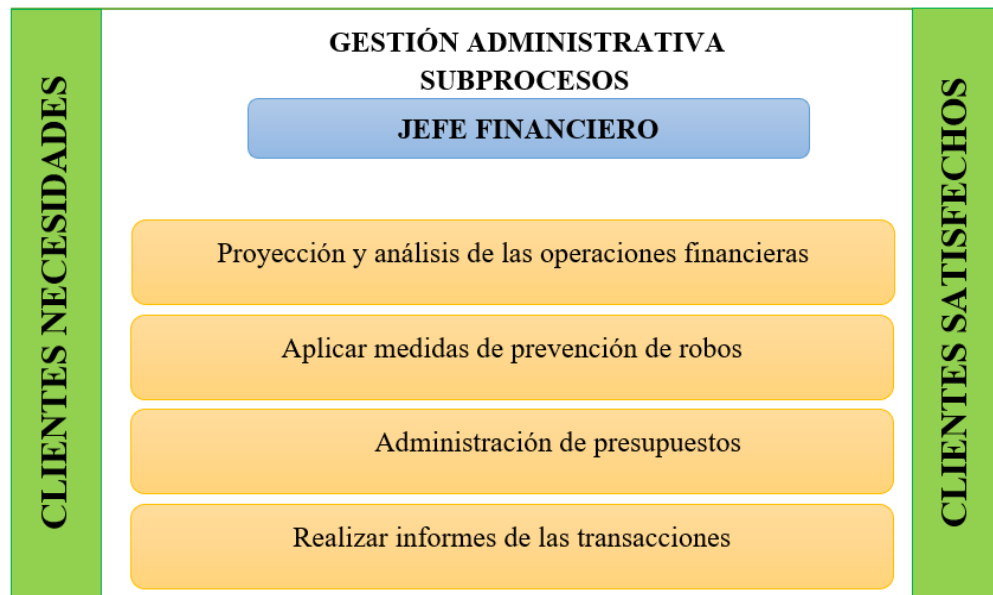 CLIENTES NECESIDADES
GESTIÓN ADMINISTRATIVA
SUBPROCESOS
JEFE FINANCIERO
Proyección y análisis de las operaciones financieras
Aplicar medidas de prevención de robos
Administración de presupuestos
Realizar informes de las transacciones
CLIENTES SATISFECHOS